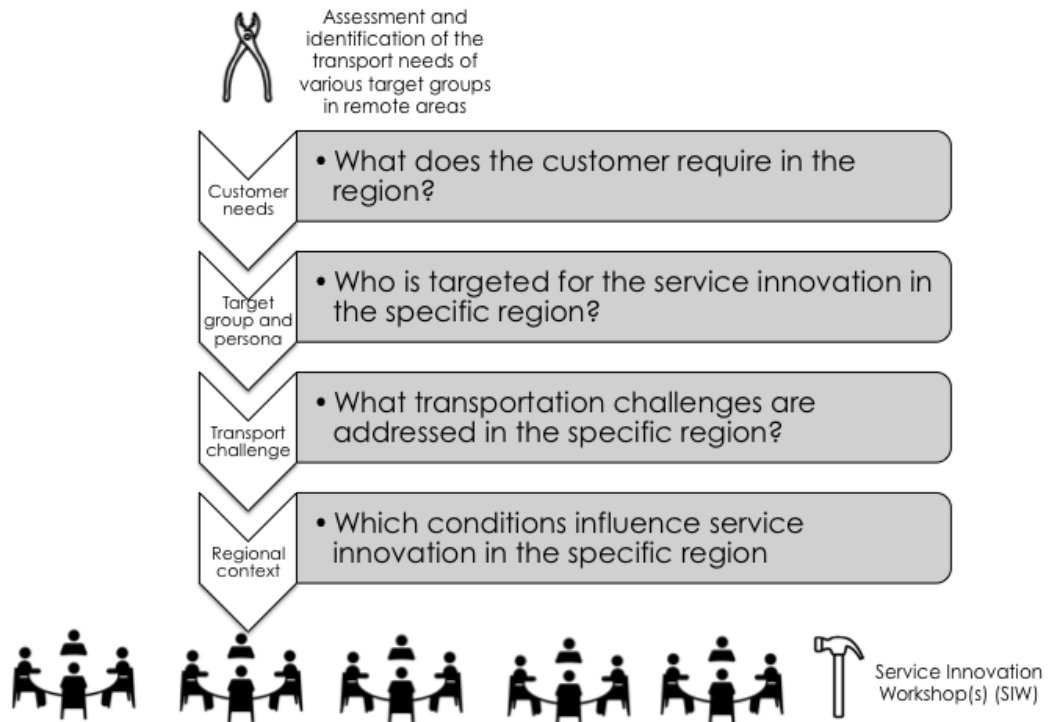 Assessment and
identification of the
transport needs of
various target groups
in remote areas
Customer
needs
• What does the customer require in the
region?
Target
group and
persona
• Who is targeted for the service innovation in
the specific region?
Transport
challenge
• What transportation challenges are
addressed in the specific region?
Regional
context
• Which conditions influence service
innovation in the specific region
Service Innovation
Workshop(s) (SIW)